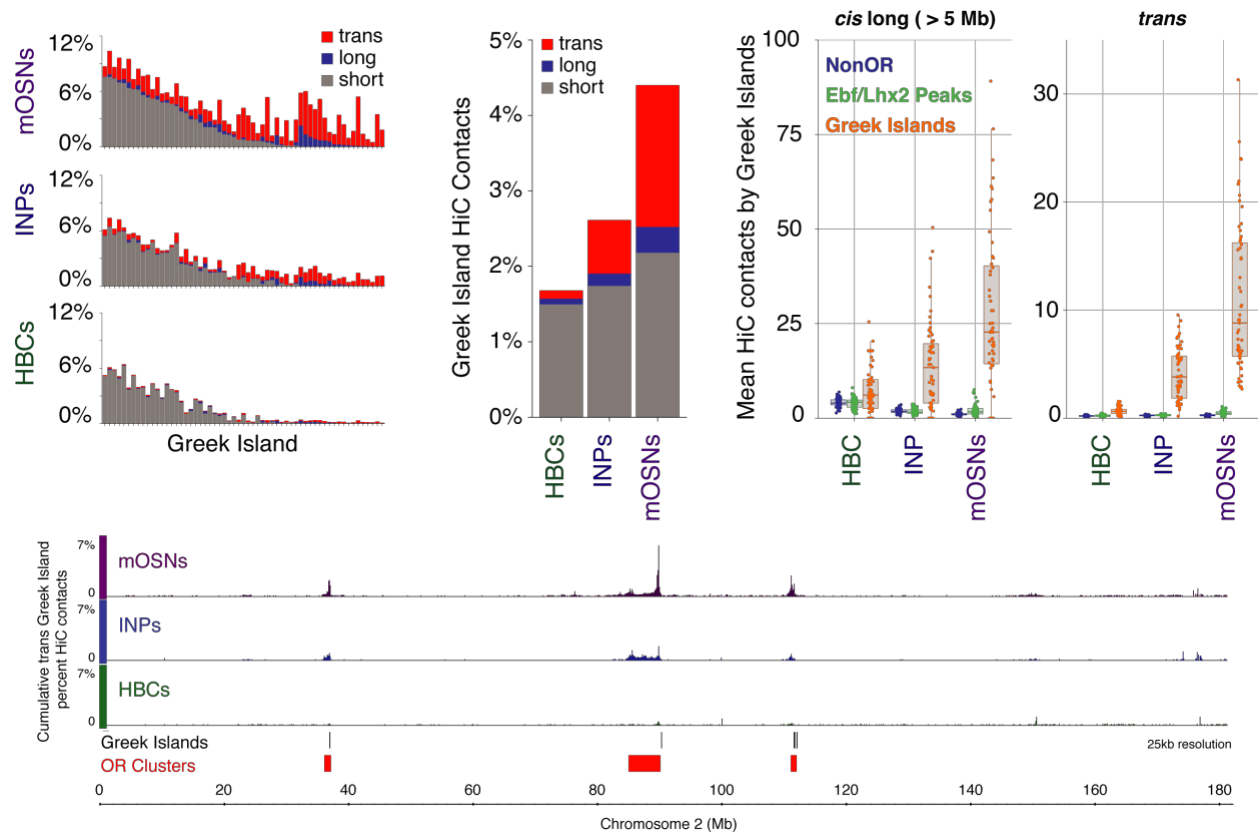 mOSNs
12%
6%
0%
trans
long
short
INPs
12%
6%
0%
HBCs
12%
6%
0%
Greek Island
Greek Island HiC Contacts
5%
4%
3%
2%
1%
0%
trans
long
short
HBCs
INPs
mOSNs
cis long ( > 5 Mb)
trans
Mean HiC contacts by Greek Islands
100
75
50
25
0
NonOR
Ebf/Lhx2 Peaks
Greek Islands
HBC
INP
mOSNs
30
20
10
0
HBC
INP
mOSNs
Cumulative trans Greek Island
percent HiC contacts
7%
0
mOSNs
7%
0
INPs
7%
0
HBCs
Greek Islands
25kb resolution
OR Clusters
0 20 40 60 80 100 120 140 160 180
Chromosome 2 (Mb)